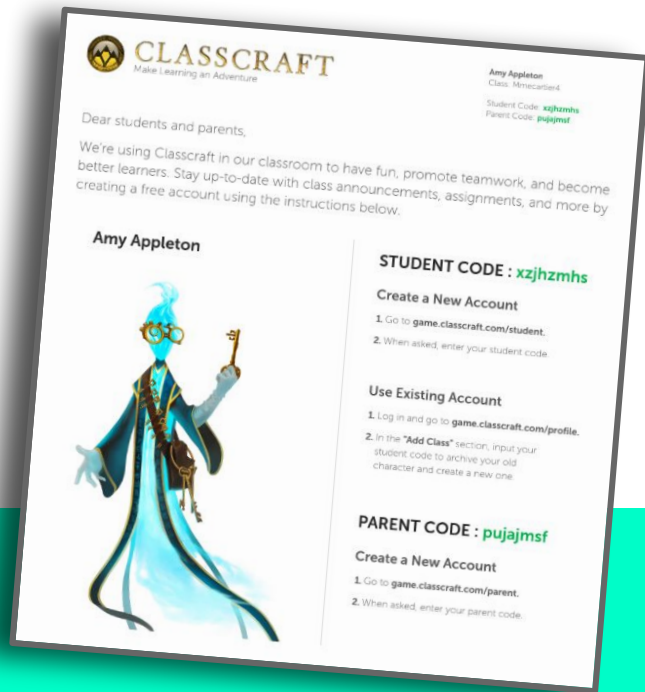 CLASSCRAFT
Make Learning an Adventure
Amy Appleton
Class: Mmecartier4
Student Code: xzjhzmhs
Parent Code: pujajmsf
Dear students and parents,
We're using Classcraft in our classroom to have fun, promote teamwork, and become
better learners. Stay up-to-date with class announcements, assignments, and more by
creating a free account using the instructions below.
Amy Appleton
STUDENT CODE : xzjhzmhs
Create a New Account
1. Go to game.classcraft.com/student.
2. When asked, enter your student code.
Use Existing Account
1. Log in and go to game.classcraft.com/profile.
2. In the "Add Class" section, input your
student code to archive your old
character and create a new one.
PARENT CODE : pujajmsf
Create a New Account
1. Go to game.classcraft.com/parent.
2. When asked, enter your parent code.